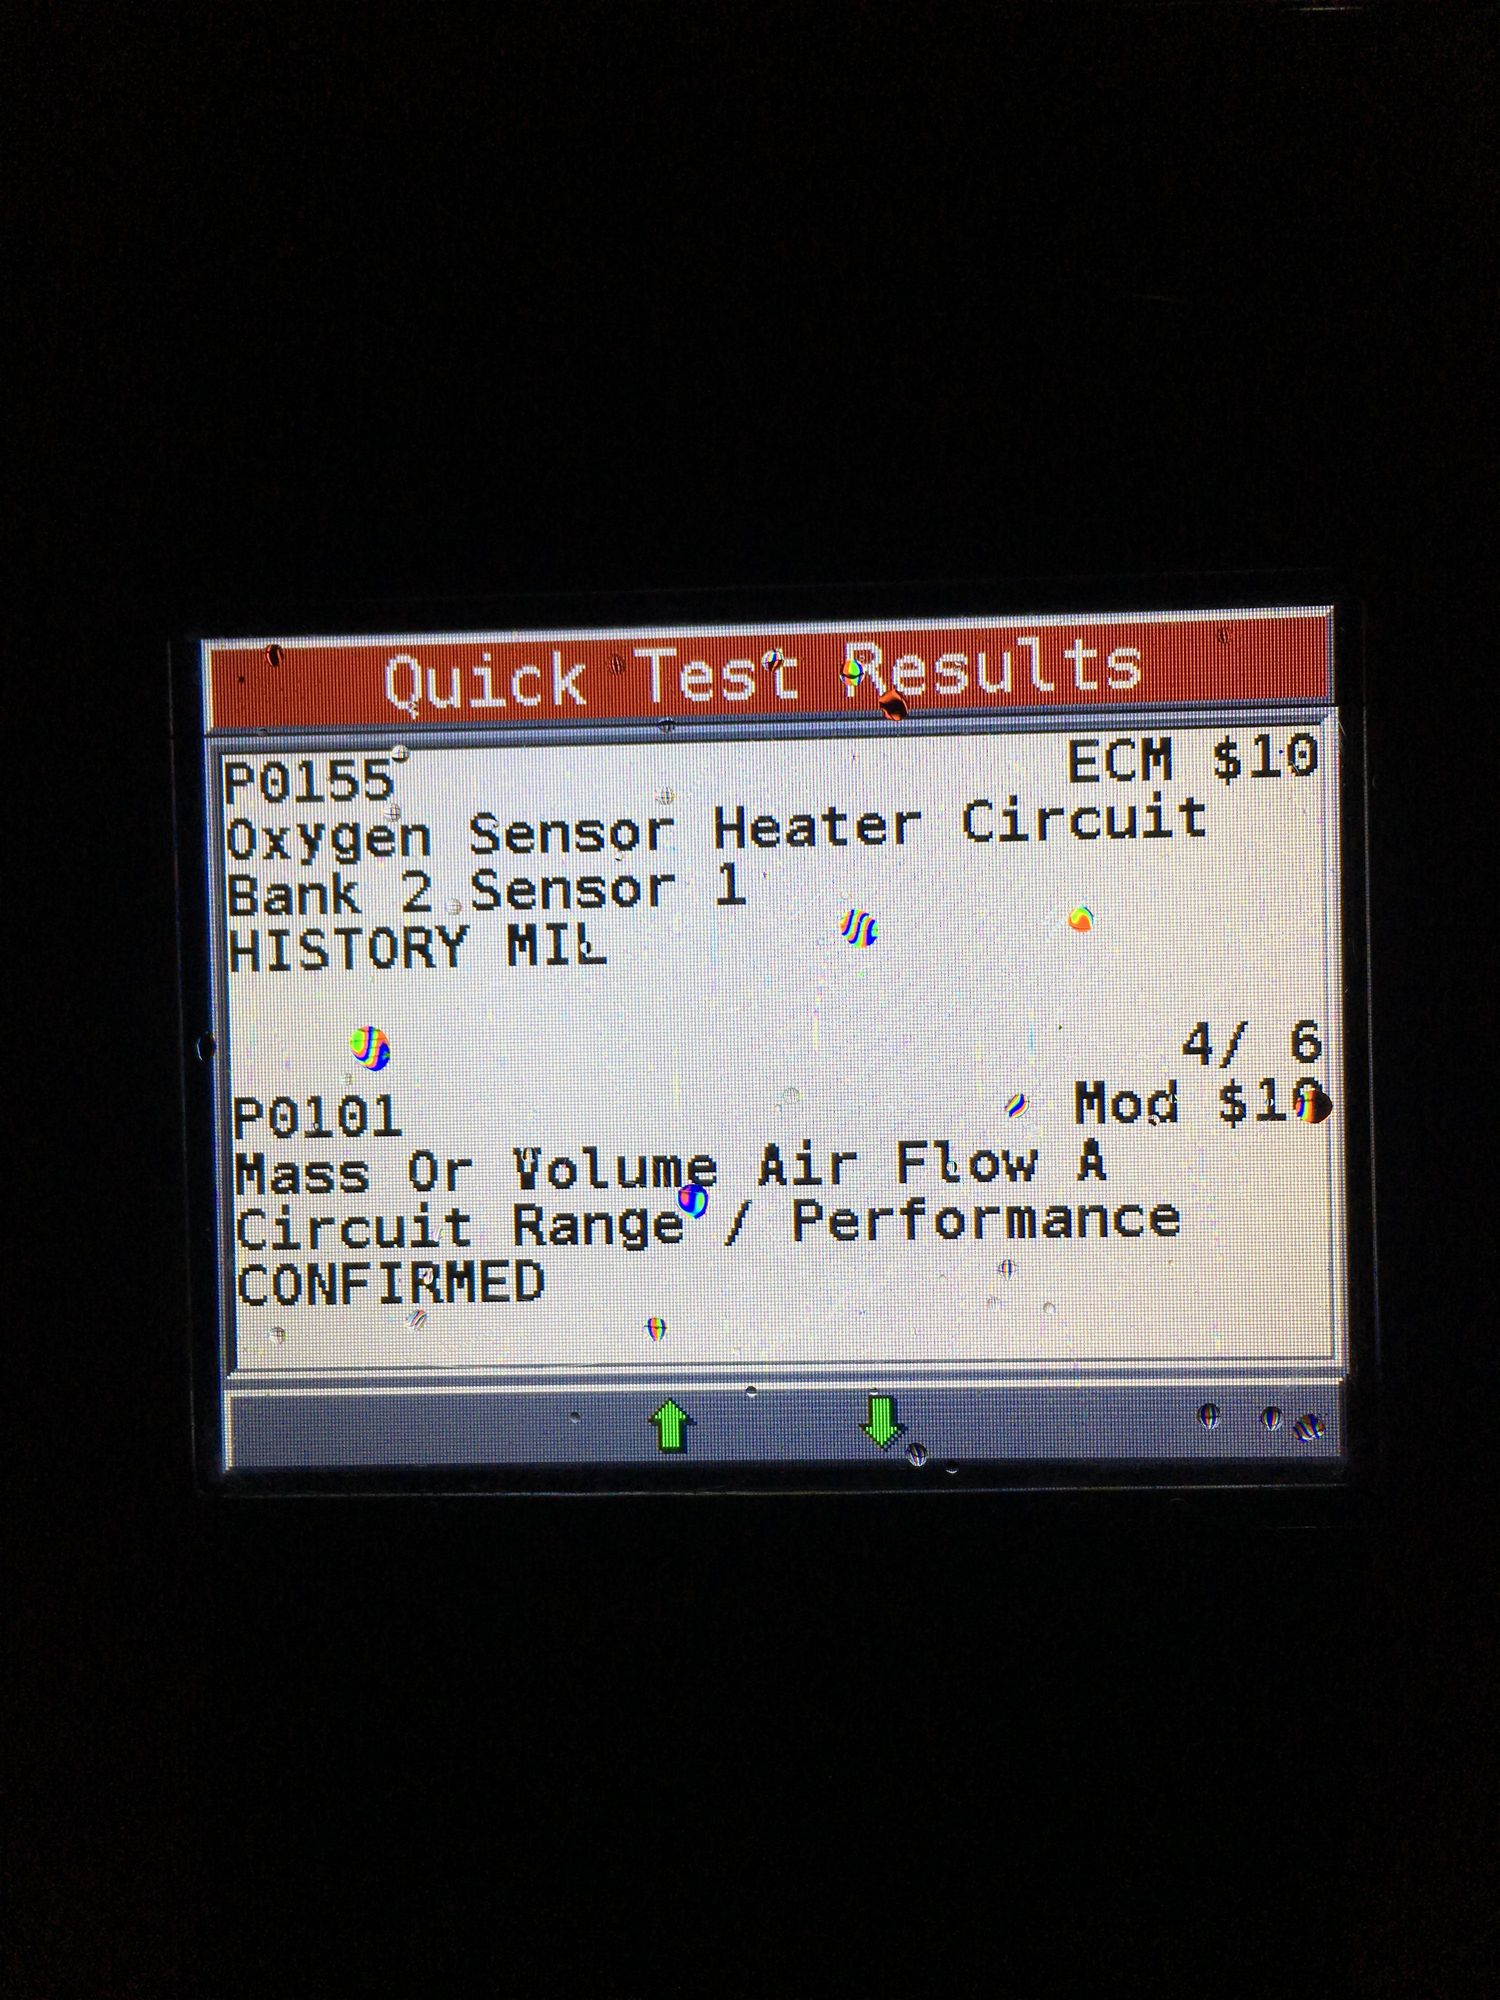 Quick Test Results
P0155 ECM $10
Oxygen Sensor Heater Circuit
Bank 2 Sensor 1
HISTORY MIL
4/ 6
P0101 Mod $10
Mass Or Volume Air Flow A
Circuit Range / Performance
CONFIRMED